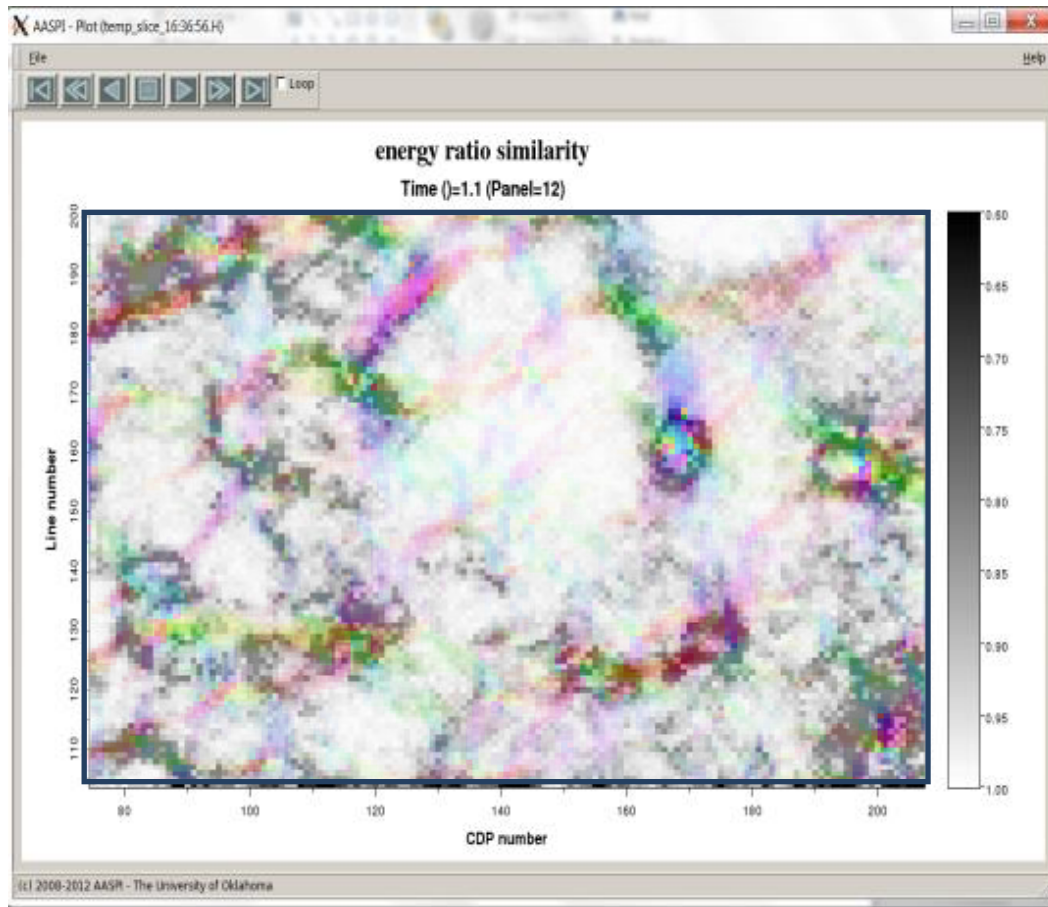 AASPI - Plot (temp_slice_16:36:56.H)
File
Help
Loop
energy ratio similarity
Time ()=1.1 (Panel=12)
200
190
180
170
160
150
140
130
120
110
Line number
80
100
120
140
160
180
200
CDP number
0.60
0.65
0.70
0.75
0.80
0.85
0.90
0.95
1.00
(c) 2008-2012 AASPI - The University of Oklahoma